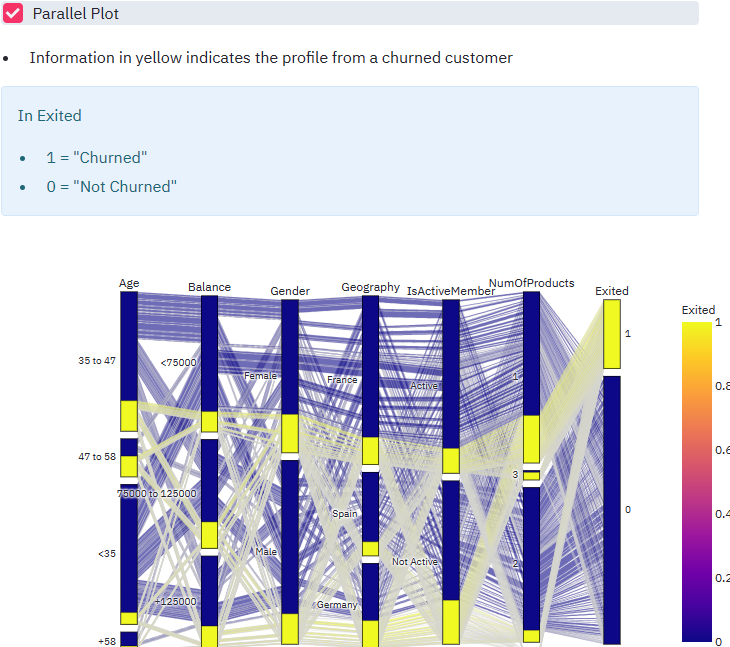 Parallel Plot
Information in yellow indicates the profile from a churned customer
In Exited
1 = "Churned"
0 = "Not Churned"
Age Balance Gender Geography IsActiveMember NumOfProducts Exited
Exited
35 to 47
47 to 58
<35
+58
<75000
75000 to 125000
+125000
Female
Male
France
Spain
Germany
Active
Not Active
1
3
2
1
0
1
0.8
0.6
0.4
0.2
0